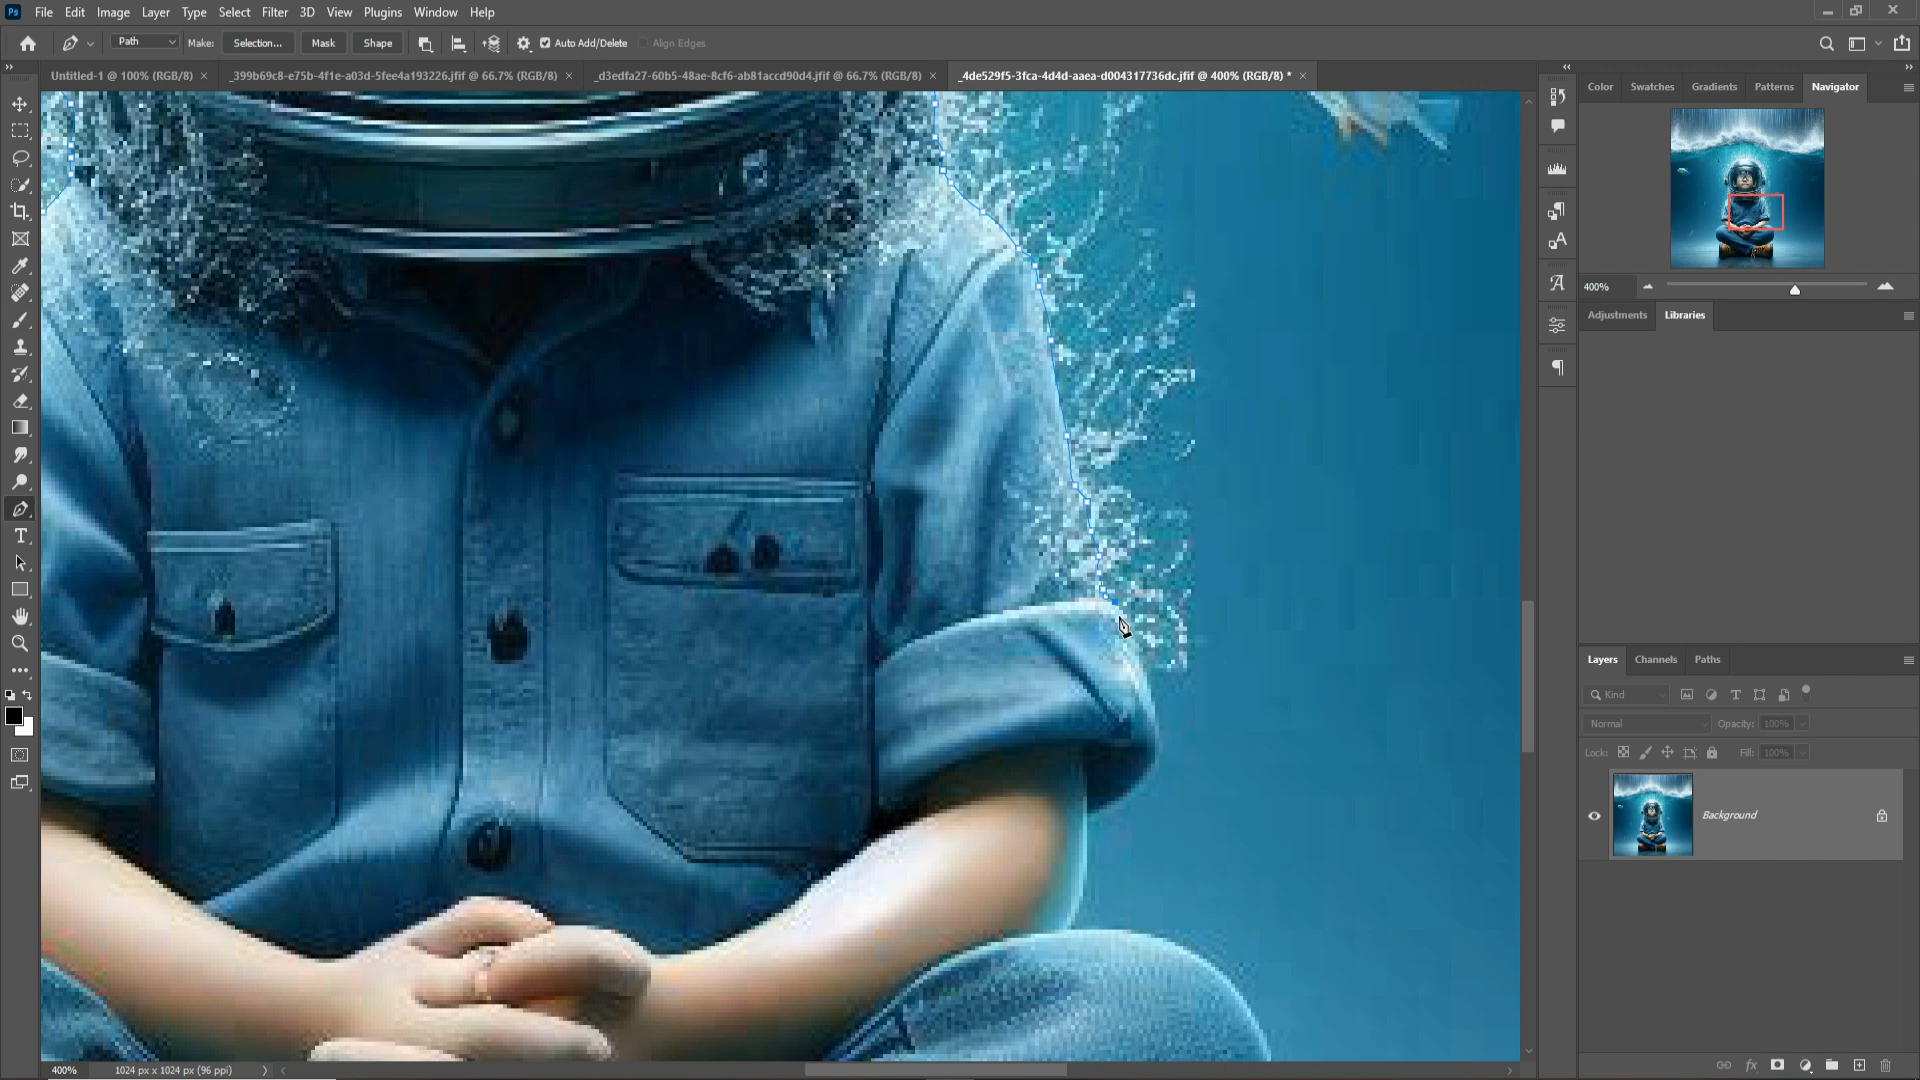 Ps File Edit Image Layer Type Select Filter 3D View Plugins Window Help
Path Make: Selection... Mask Shape Auto Add/Delete Align Edges
Untitled-1 @ 100% (RGB/8) × _399b69c8-e75b-4f1e-a03d-5fee4a193226.jfif @ 66.7% (RGB/8) × _d3edfa27-60b5-48ae-8cf6-ab81accd90d4.jfif @ 66.7% (RGB/8) × _4de529f5-3fca-4d4d-aaea-d004317736dc.jfif @ 400% (RGB/8) * ×
Color Swatches Gradients Patterns Navigator
400%
Adjustments Libraries
Layers Channels Paths
Kind
Normal Opacity: 100%
Lock: Fill: 100%
Background
400% 1024 px x 1024 px (96 ppi)